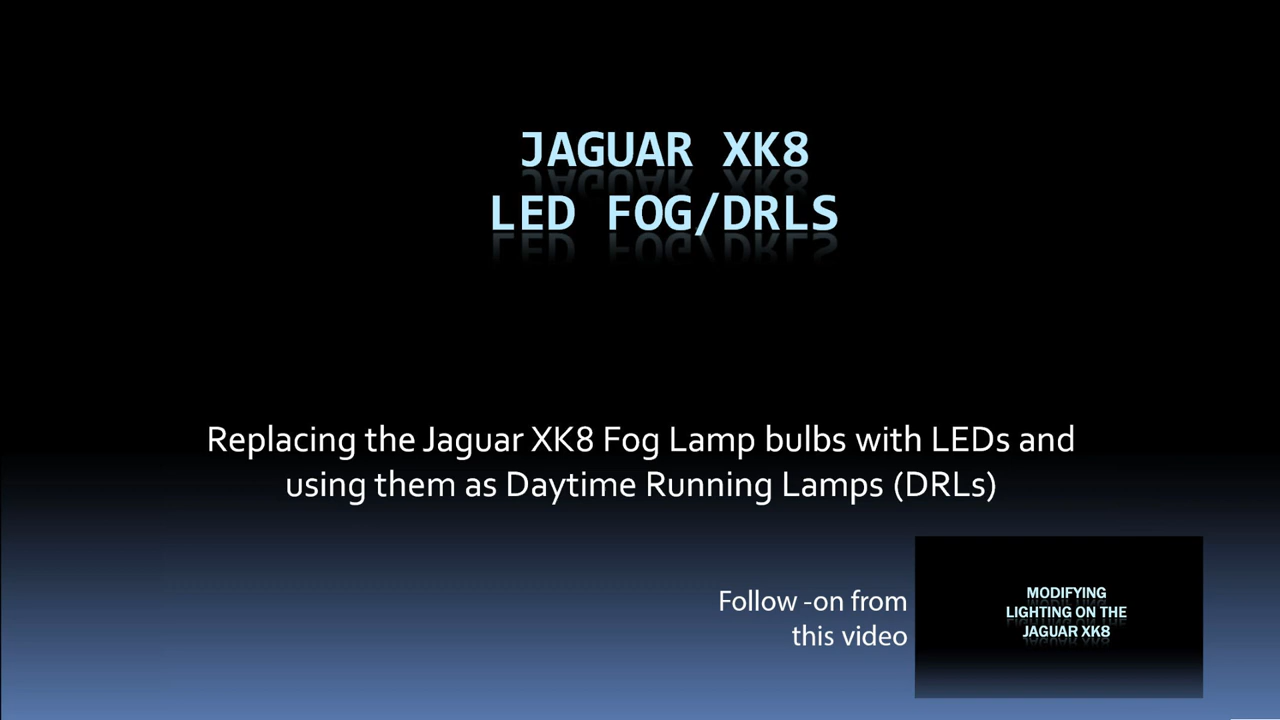 JAGUAR XK8
LED FOG/DRLS
Replacing the Jaguar XK8 Fog Lamp bulbs with LEDs and
using them as Daytime Running Lamps (DRLs)
Follow -on from
this video
MODIFYING
LIGHTING ON THE
JAGUAR XK8